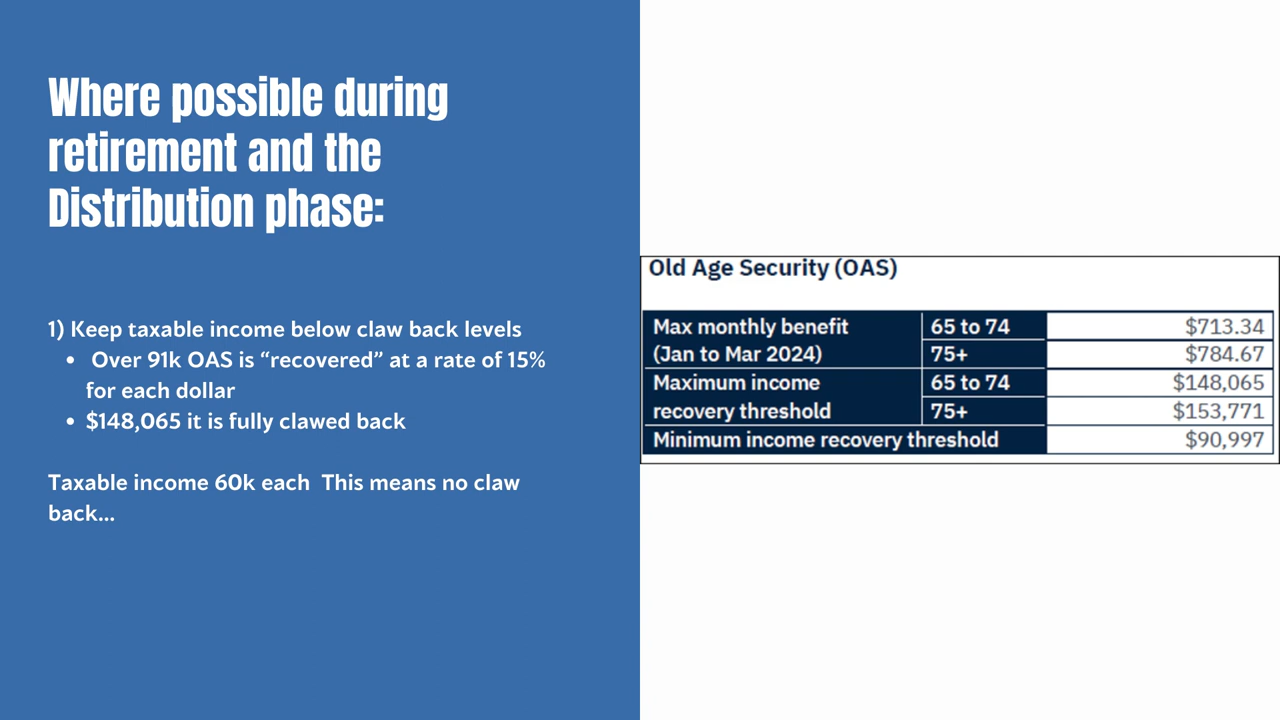 Where possible during
retirement and the
Distribution phase:
1) Keep taxable income below claw back levels
• Over 91k OAS is “recovered” at a rate of 15%
for each dollar
• $148,065 it is fully clawed back
Taxable income 60k each  This means no claw
back...
Old Age Security (OAS)
Max monthly benefit 65 to 74 $713.34
(Jan to Mar 2024) 75+ $784.67
Maximum income 65 to 74 $148,065
recovery threshold 75+ $153,771
Minimum income recovery threshold $90,997